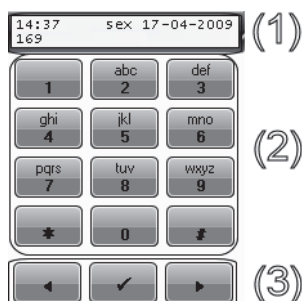 14:37 sex 17-04-2009
169
(1)
abc def
1 2 3
ghi jkl mno
4 5 6
(2)
pqrs tuv wxyz
7 8 9
* 0 #
◄ ✓ ►
(3)